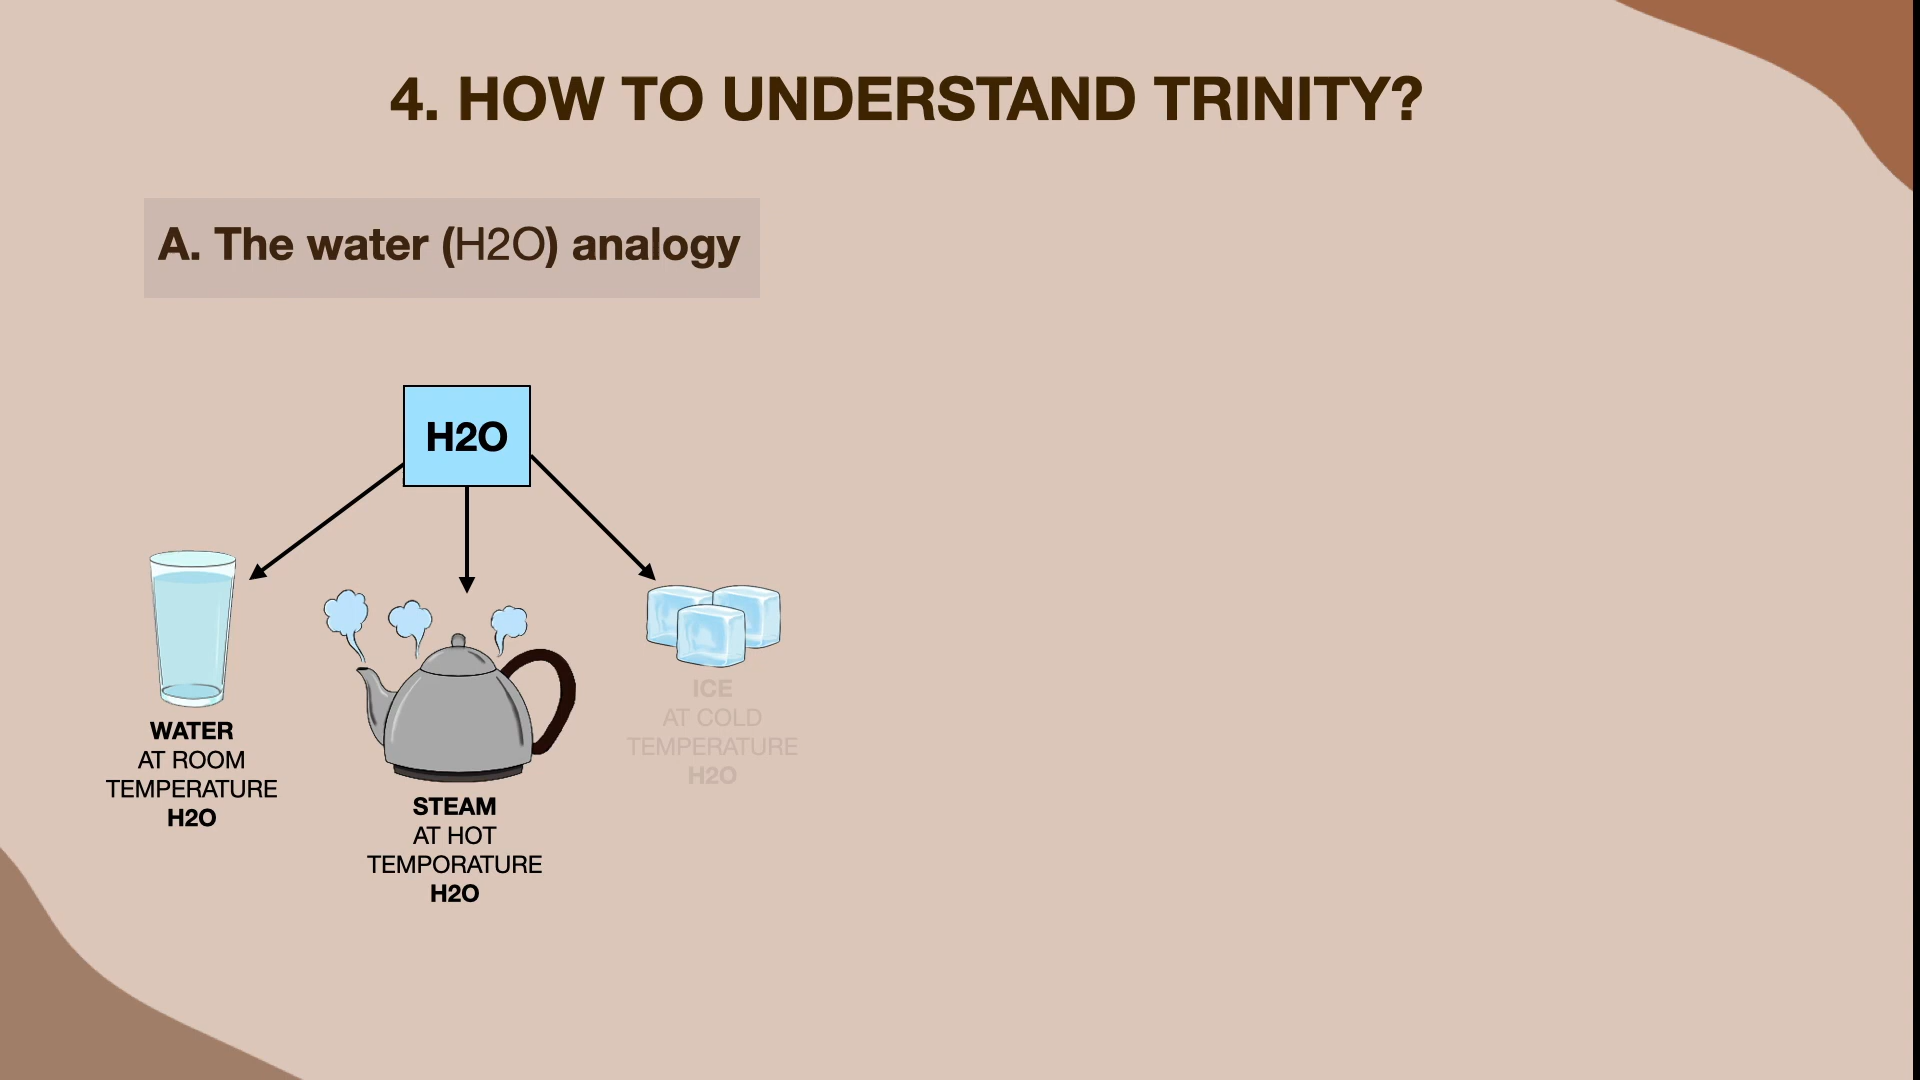 4. HOW TO UNDERSTAND TRINITY?
A. The water (H2O) analogy
H2O
WATER
AT ROOM
TEMPERATURE
H2O
STEAM
AT HOT
TEMPORATURE
H2O
ICE
AT COLD
TEMPERATURE
H2O